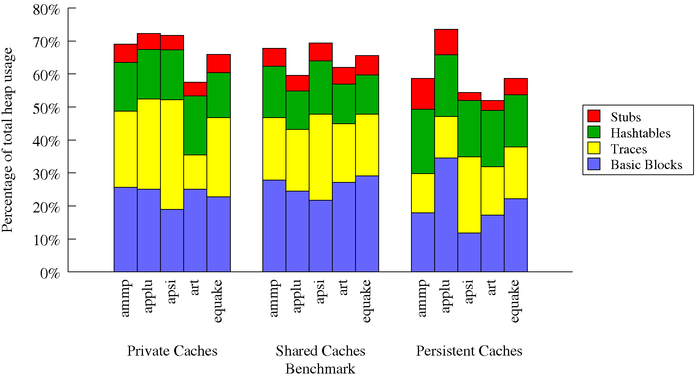 Percentage of total heap usage
80%
70%
60%
50%
40%
30%
20%
10%
0%
ammp
applu
apsi
art
equake
ammp
applu
apsi
art
equake
ammp
applu
apsi
art
equake
Private Caches
Shared Caches
Persistent Caches
Benchmark
Stubs
Hashtables
Traces
Basic Blocks